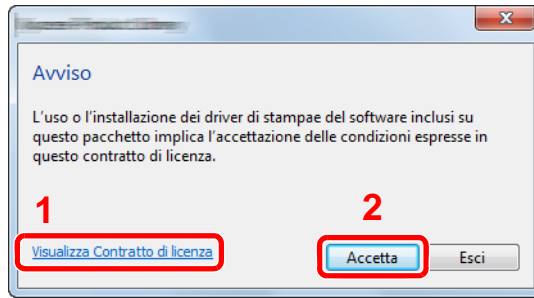 Avviso
L'uso o l'installazione dei driver di stampae del software inclusi su
questo pacchetto implica l'accettazione delle condizioni espresse in
questo contratto di licenza.
1
2
Visualizza Contratto di licenza
Accetta
Esci